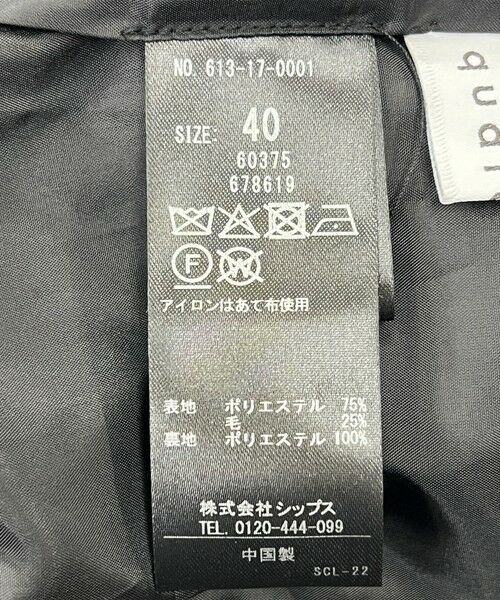 NO. 613-17-0001
SIZE: 40
60375
678619
F W
アイロンはあて布使用
表地 ポリエステル 75%
毛 25%
裏地 ポリエステル 100%
株式会社シップス
TEL. 0120-444-099
中国製
SCL-22
qua